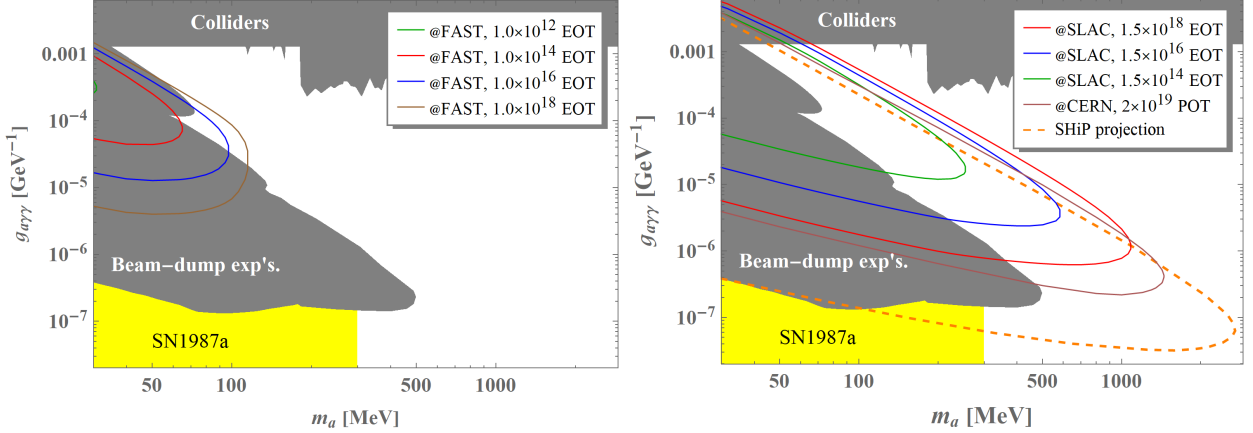 Colliders
@FAST, 1.0×10¹² EOT
@FAST, 1.0×10¹⁴ EOT
@FAST, 1.0×10¹⁶ EOT
@FAST, 1.0×10¹⁸ EOT
0.001
10⁻⁴
10⁻⁵
10⁻⁶
10⁻⁷
g_aγγ [GeV⁻¹]
Beam-dump exp's.
SN1987a
50
100
500
1000
m_a [MeV]
Colliders
@SLAC, 1.5×10¹⁸ EOT
@SLAC, 1.5×10¹⁶ EOT
@SLAC, 1.5×10¹⁴ EOT
@CERN, 2×10¹⁹ POT
SHiP projection
0.001
10⁻⁴
10⁻⁵
10⁻⁶
10⁻⁷
g_aγγ [GeV⁻¹]
Beam-dump exp's.
SN1987a
50
100
500
1000
m_a [MeV]